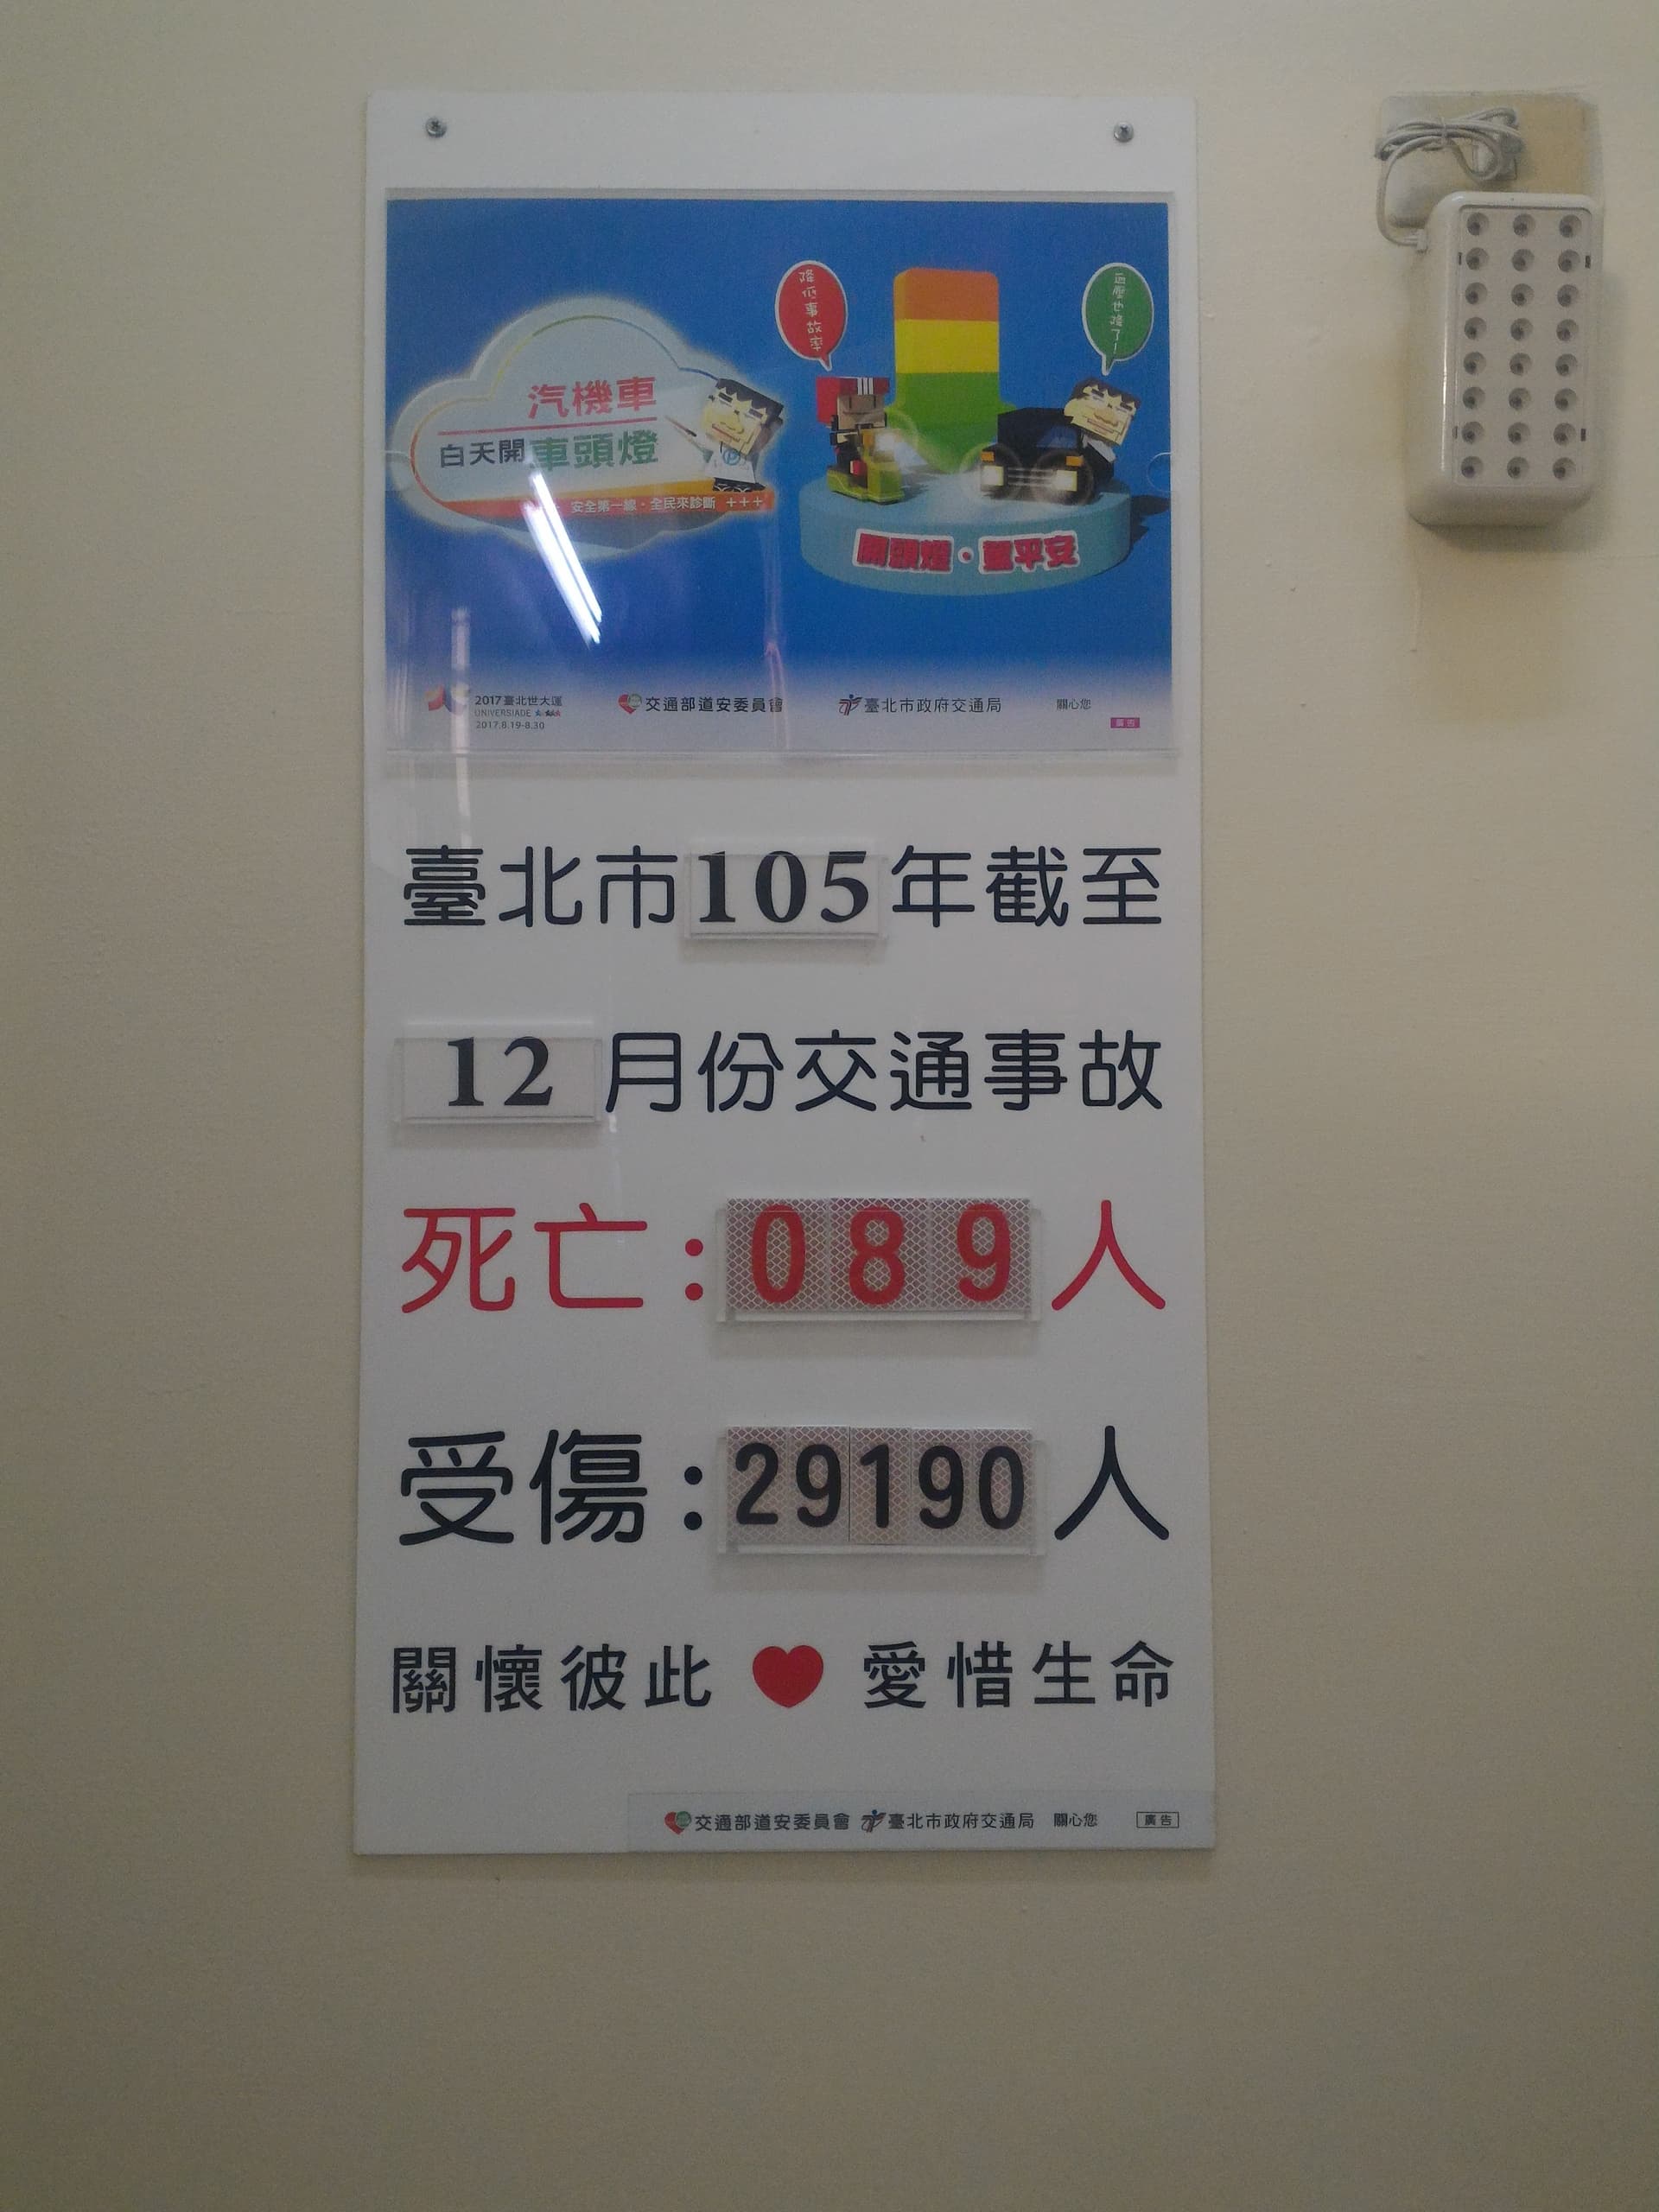 降低事故率
血壓也降了！
汽機車
白天開車頭燈
安全第一線・全民來診斷 +++
開頭燈・蓋平安
2017臺北世大運
UNIVERSIADE
2017.8.19-8.30
交通部道安委員會
臺北市政府交通局
關心您
廣告
臺北市105年截至
12月份交通事故
死亡:089人
受傷:29190人
關懷彼此 愛惜生命
交通部道安委員會 臺北市政府交通局 關心您 廣告